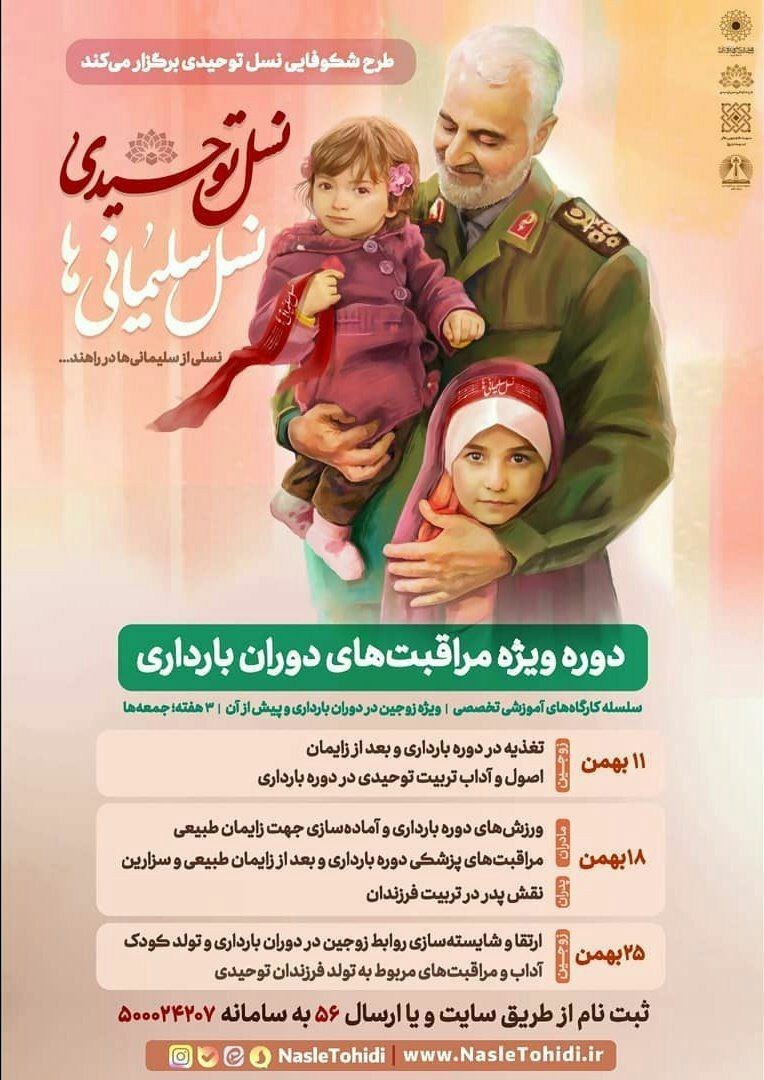 طرح شکوفایی نسل توحیدی برگزار می‌کند
نسل توحیدی
نسل سلیمانی ها
نسلی از سلیمانی‌ها در راهند...
نسل سلیمانی‌ها
دوره ویژه مراقبت‌های دوران بارداری
سلسله کارگاه‌های آموزشی تخصصی | ویژه زوجین در دوران بارداری و پیش از آن | ۳ هفته؛ جمعه‌ها
۱۱ بهمن
زوجین
تغذیه در دوره بارداری و بعد از زایمان
اصول و آداب تربیت توحیدی در دوره بارداری
۱۸بهمن
مادران
ورزش‌های دوره بارداری و آماده‌سازی جهت زایمان طبیعی
مراقبت‌های پزشکی دوره بارداری و بعد از زایمان طبیعی و سزارین
پدران
نقش پدر در تربیت فرزندان
۲۵بهمن
زوجین
ارتقا و شایسته‌سازی روابط زوجین در دوران بارداری و تولد کودک
آداب و مراقبت‌های مربوط به تولد فرزندان توحیدی
ثبت نام از طریق سایت و یا ارسال ۵۶ به سامانه ۵۰۰۰۲۴۲۰۷
NasleTohidi | www.NasleTohidi.ir